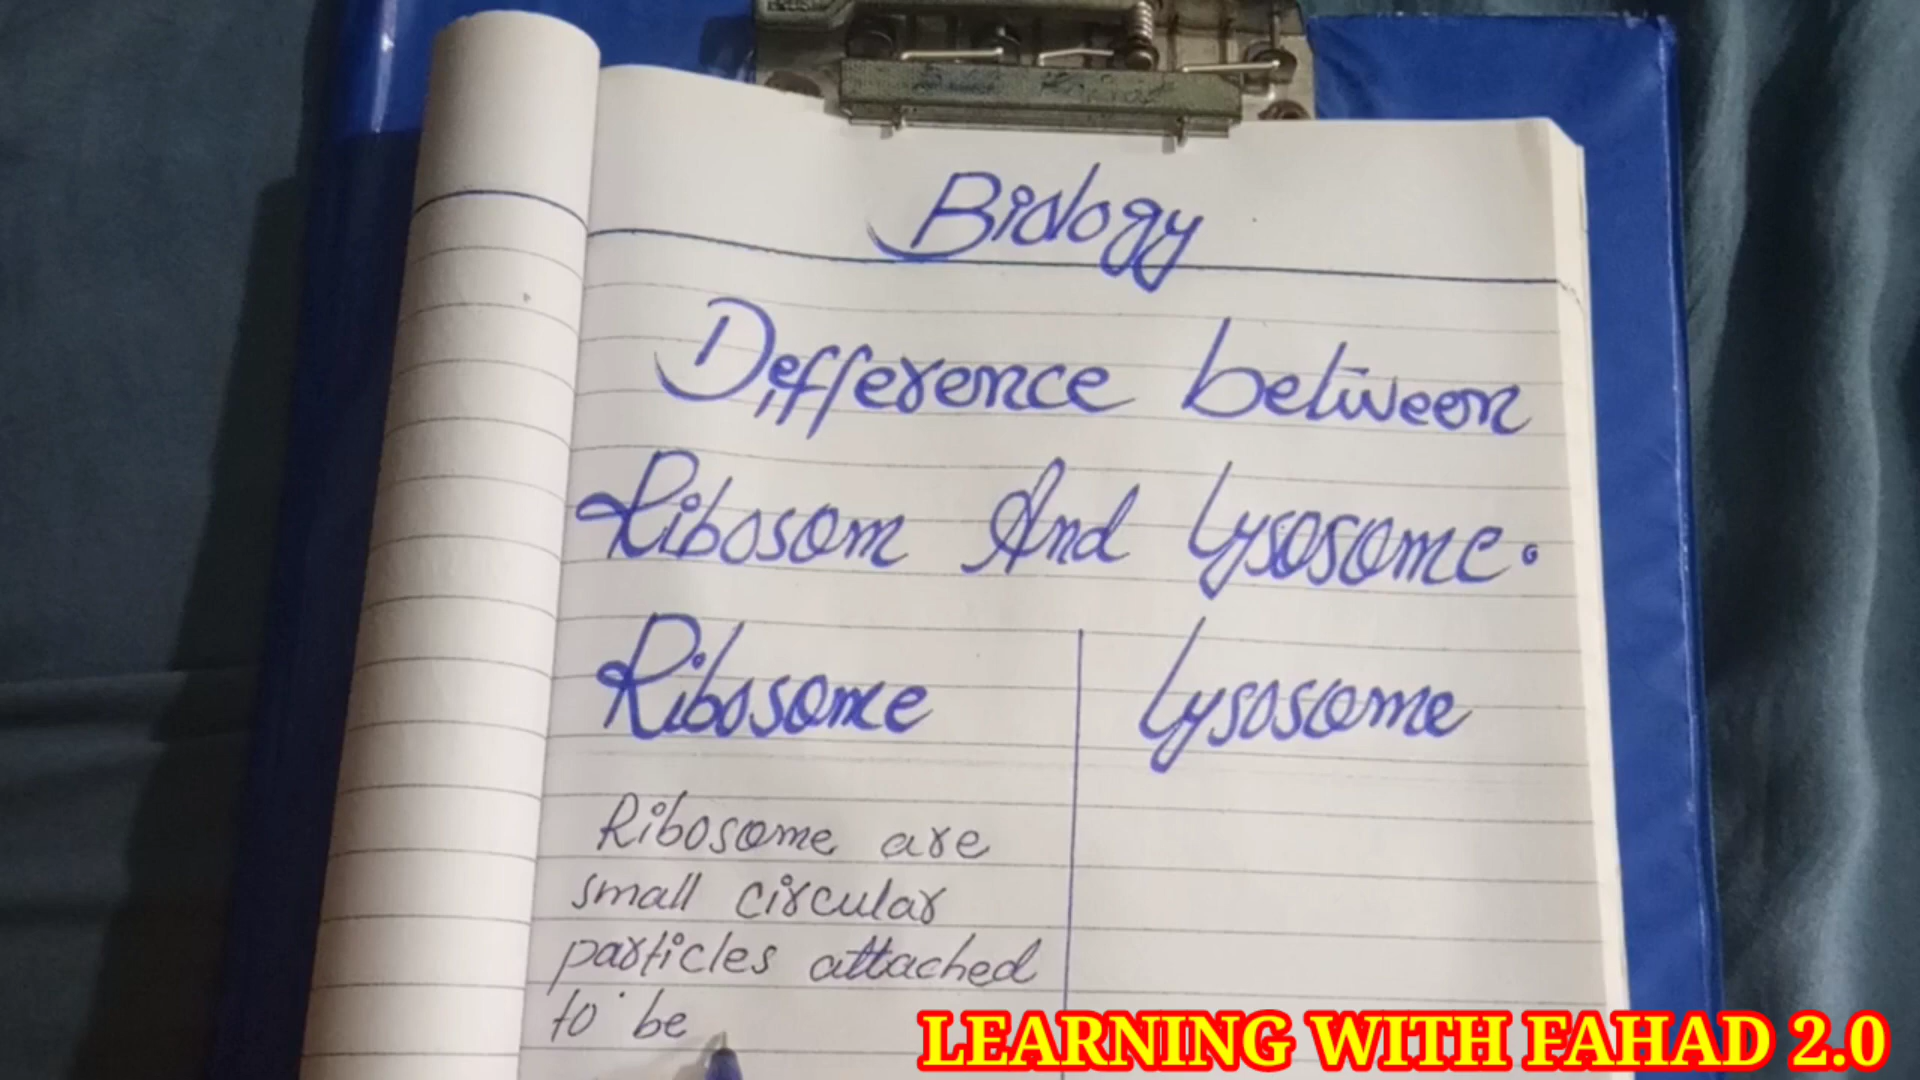 Biology
Difference between
Ribosom And Lysosome.
Ribosome
Lysosome
Ribosome are
small circular
particles attached
to be
LEARNING WITH FAHAD 2.0